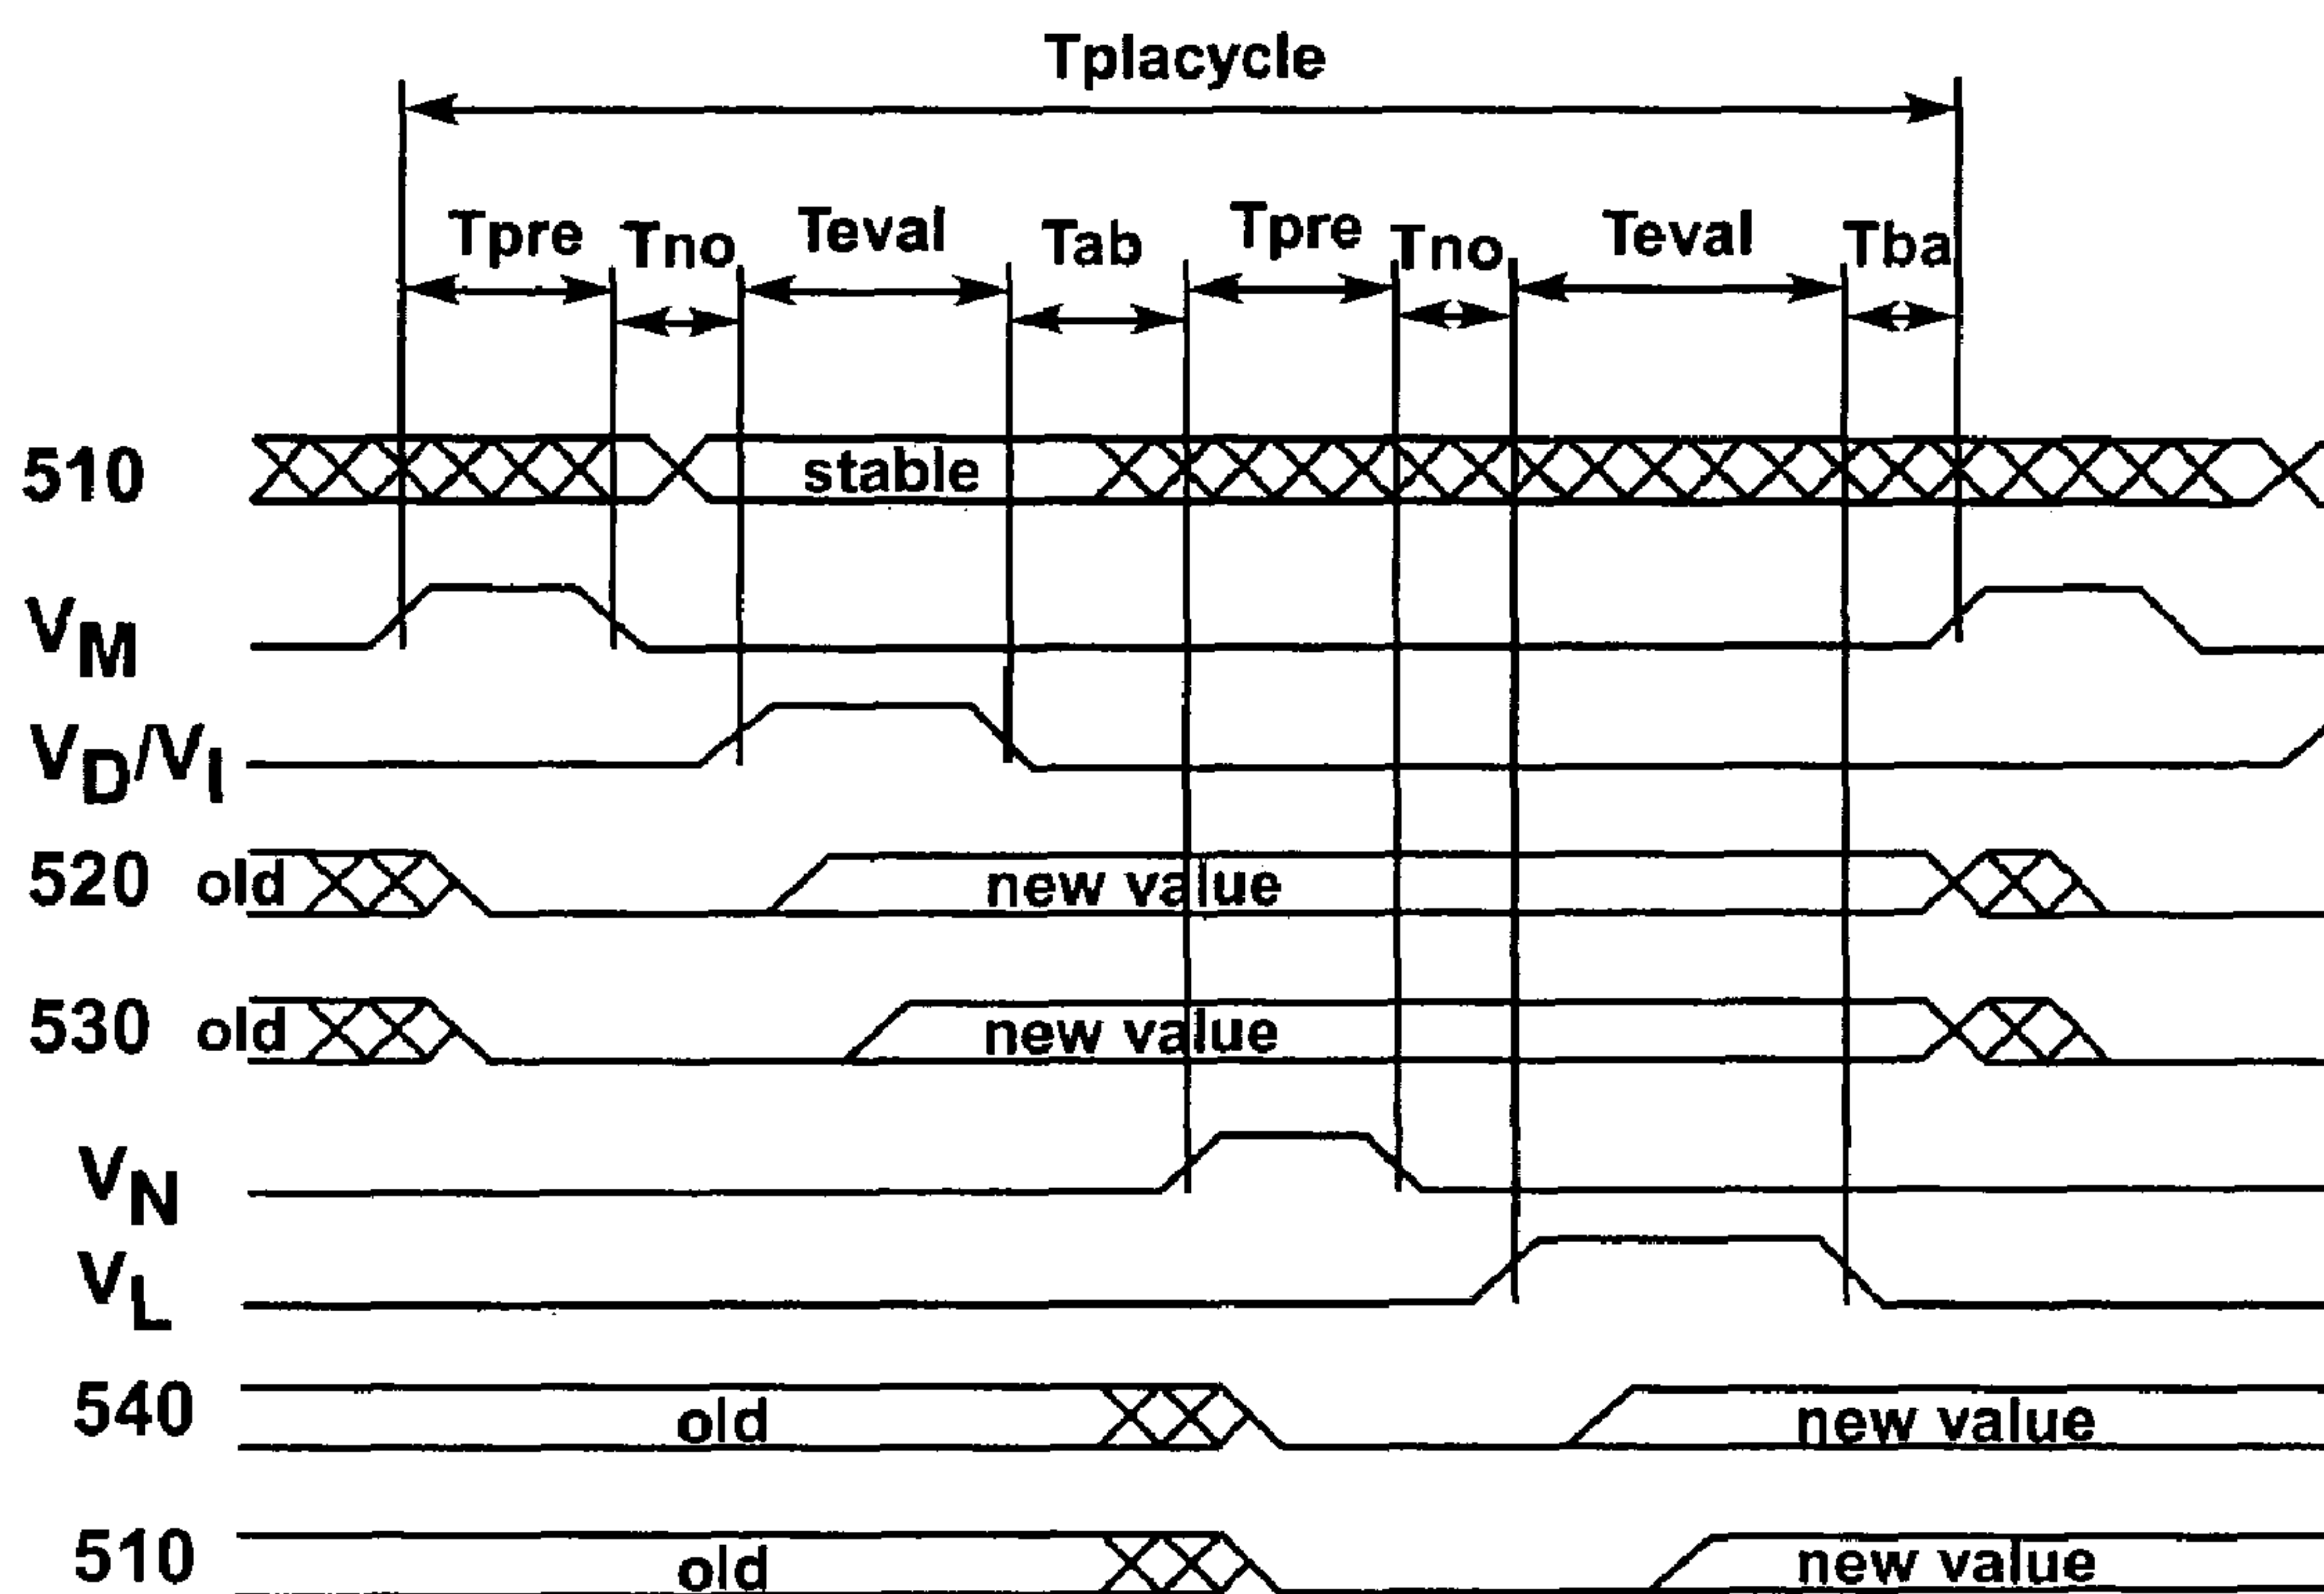 Tplacycle
Tpre Tno Teval Tab Tpre Tno Teval Tba
510 stable
VM
VD/VI
520 old new value
530 old new value
VN
VL
540 old new value
510 old new value